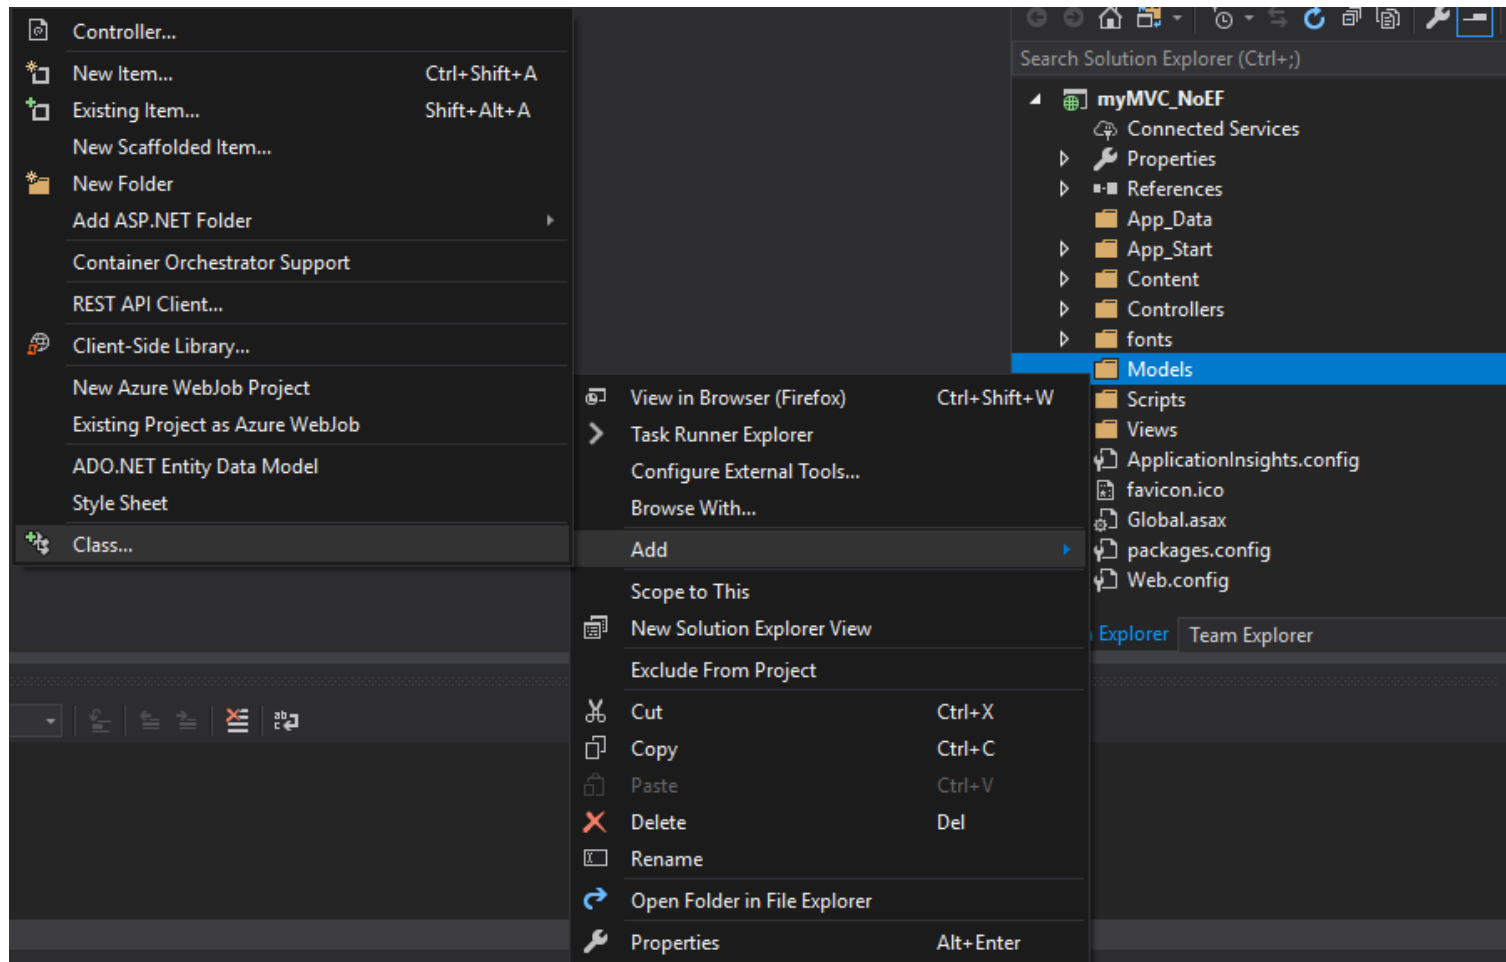 Controller...
New Item... Ctrl+Shift+A
Existing Item... Shift+Alt+A
New Scaffolded Item...
New Folder
Add ASP.NET Folder
Container Orchestrator Support
REST API Client...
Client-Side Library...
New Azure WebJob Project
Existing Project as Azure WebJob
ADO.NET Entity Data Model
Style Sheet
Class...
View in Browser (Firefox) Ctrl+Shift+W
Task Runner Explorer
Configure External Tools...
Browse With...
Add
Scope to This
New Solution Explorer View
Exclude From Project
Cut Ctrl+X
Copy Ctrl+C
Paste Ctrl+V
Delete Del
Rename
Open Folder in File Explorer
Properties Alt+Enter
Search Solution Explorer (Ctrl+;)
myMVC_NoEF
Connected Services
Properties
References
App_Data
App_Start
Content
Controllers
fonts
Models
Scripts
Views
ApplicationInsights.config
favicon.ico
Global.asax
packages.config
Web.config
Explorer Team Explorer